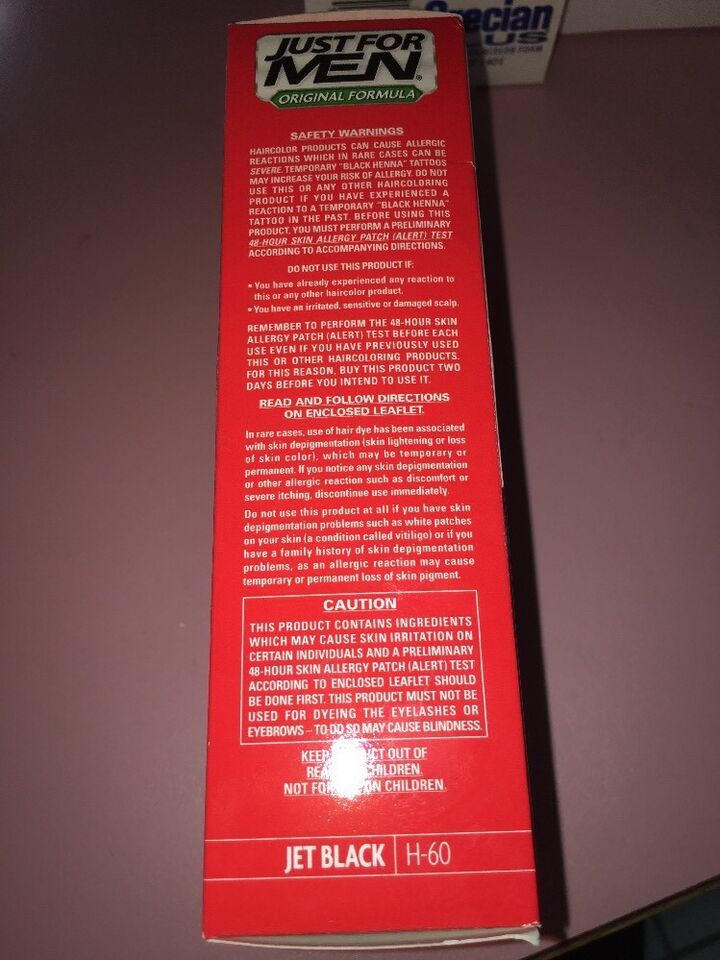 Grecian
US
JUST FOR
MEN®
ORIGINAL FORMULA
SAFETY WARNINGS
HAIRCOLOR PRODUCTS CAN CAUSE ALLERGIC
REACTIONS WHICH IN RARE CASES CAN BE
SEVERE. TEMPORARY "BLACK HENNA" TATTOOS
MAY INCREASE YOUR RISK OF ALLERGY. DO NOT
USE THIS OR ANY OTHER HAIRCOLORING
PRODUCT IF YOU HAVE EXPERIENCED A
REACTION TO A TEMPORARY "BLACK HENNA"
TATTOO IN THE PAST. BEFORE USING THIS
PRODUCT, YOU MUST PERFORM A PRELIMINARY
48-HOUR SKIN ALLERGY PATCH (ALERT) TEST
ACCORDING TO ACCOMPANYING DIRECTIONS.
DO NOT USE THIS PRODUCT IF:
• You have already experienced any reaction to
this or any other haircolor product.
• You have an irritated, sensitive or damaged scalp.
REMEMBER TO PERFORM THE 48-HOUR SKIN
ALLERGY PATCH (ALERT) TEST BEFORE EACH
USE EVEN IF YOU HAVE PREVIOUSLY USED
THIS OR OTHER HAIRCOLORING PRODUCTS.
FOR THIS REASON, BUY THIS PRODUCT TWO
DAYS BEFORE YOU INTEND TO USE IT.
READ AND FOLLOW DIRECTIONS
ON ENCLOSED LEAFLET.
In rare cases, use of hair dye has been associated
with skin depigmentation (skin lightening or loss
of skin color), which may be temporary or
permanent. If you notice any skin depigmentation
or other allergic reaction such as discomfort or
severe itching, discontinue use immediately.
Do not use this product at all if you have skin
depigmentation problems such as white patches
on your skin (a condition called vitiligo) or if you
have a family history of skin depigmentation
problems, as an allergic reaction may cause
temporary or permanent loss of skin pigment.
CAUTION
THIS PRODUCT CONTAINS INGREDIENTS
WHICH MAY CAUSE SKIN IRRITATION ON
CERTAIN INDIVIDUALS AND A PRELIMINARY
48-HOUR SKIN ALLERGY PATCH (ALERT) TEST
ACCORDING TO ENCLOSED LEAFLET SHOULD
BE DONE FIRST. THIS PRODUCT MUST NOT BE
USED FOR DYEING THE EYELASHES OR
EYEBROWS – TO DO SO MAY CAUSE BLINDNESS.
KEEP OUT OF
CHILDREN.
NOT CHILDREN.
JET BLACK H-60